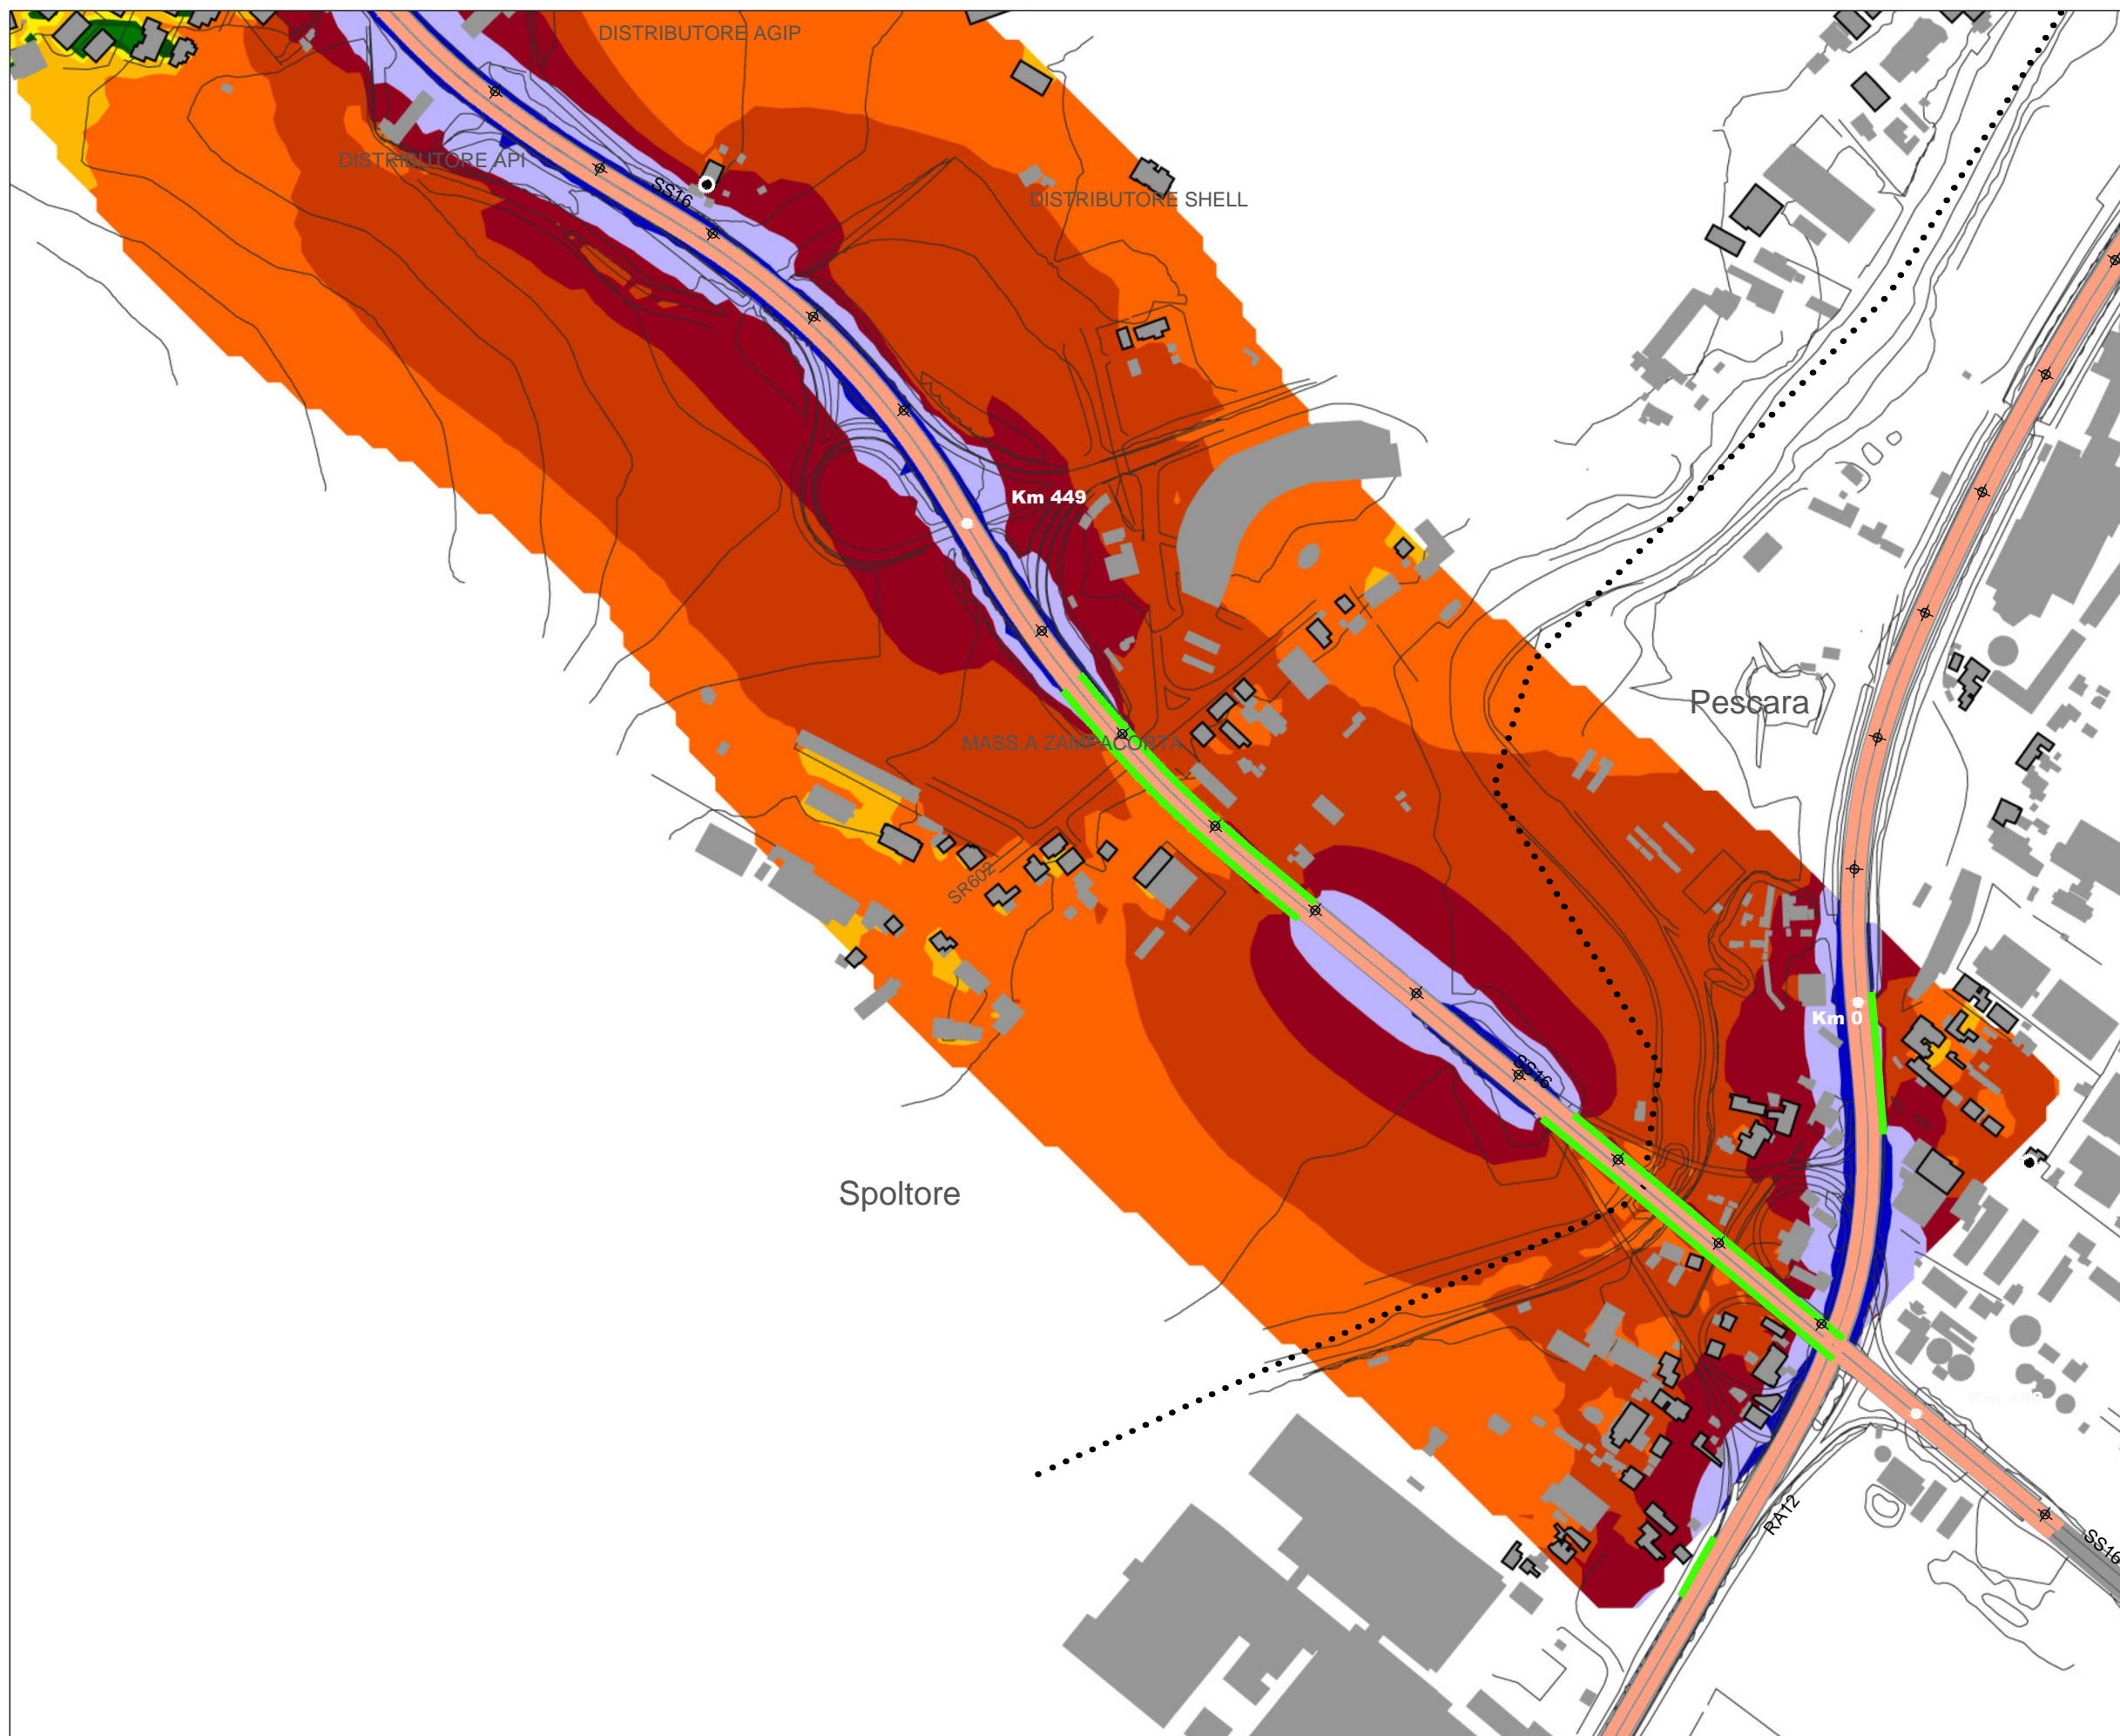 DISTRIBUTORE AGIP
DISTRIBUTORE API
SS16
DISTRIBUTORE SHELL
Km 449
Pescara
MASS.A ZAMPACORTA
SR602
Km 0
SS16
Spoltore
RA12
SS16